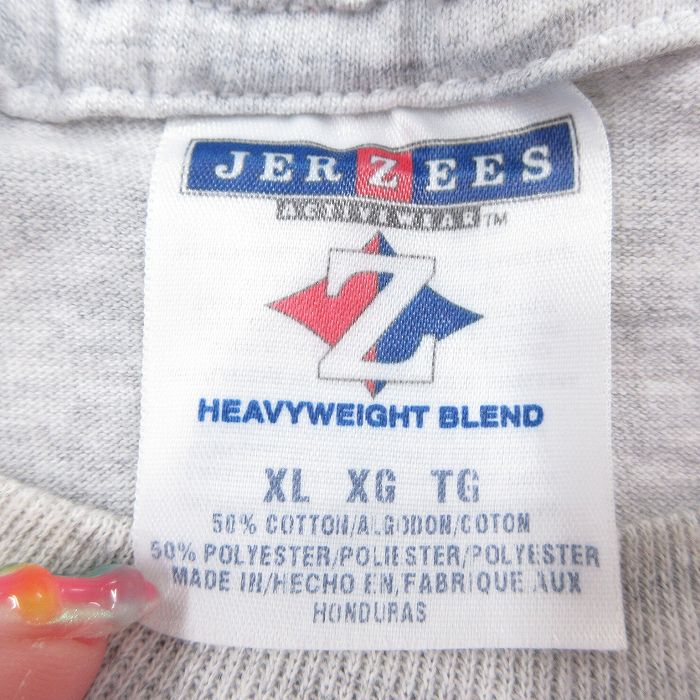 JERZEES
ACTIVEWEAR™
Z
HEAVYWEIGHT BLEND
XL XG TG
50% COTTON/ALGODON/COTON
50% POLYESTER/POLIESTER/POLYESTER
MADE IN/HECHO EN,FABRIQUE AUX
HONDURAS